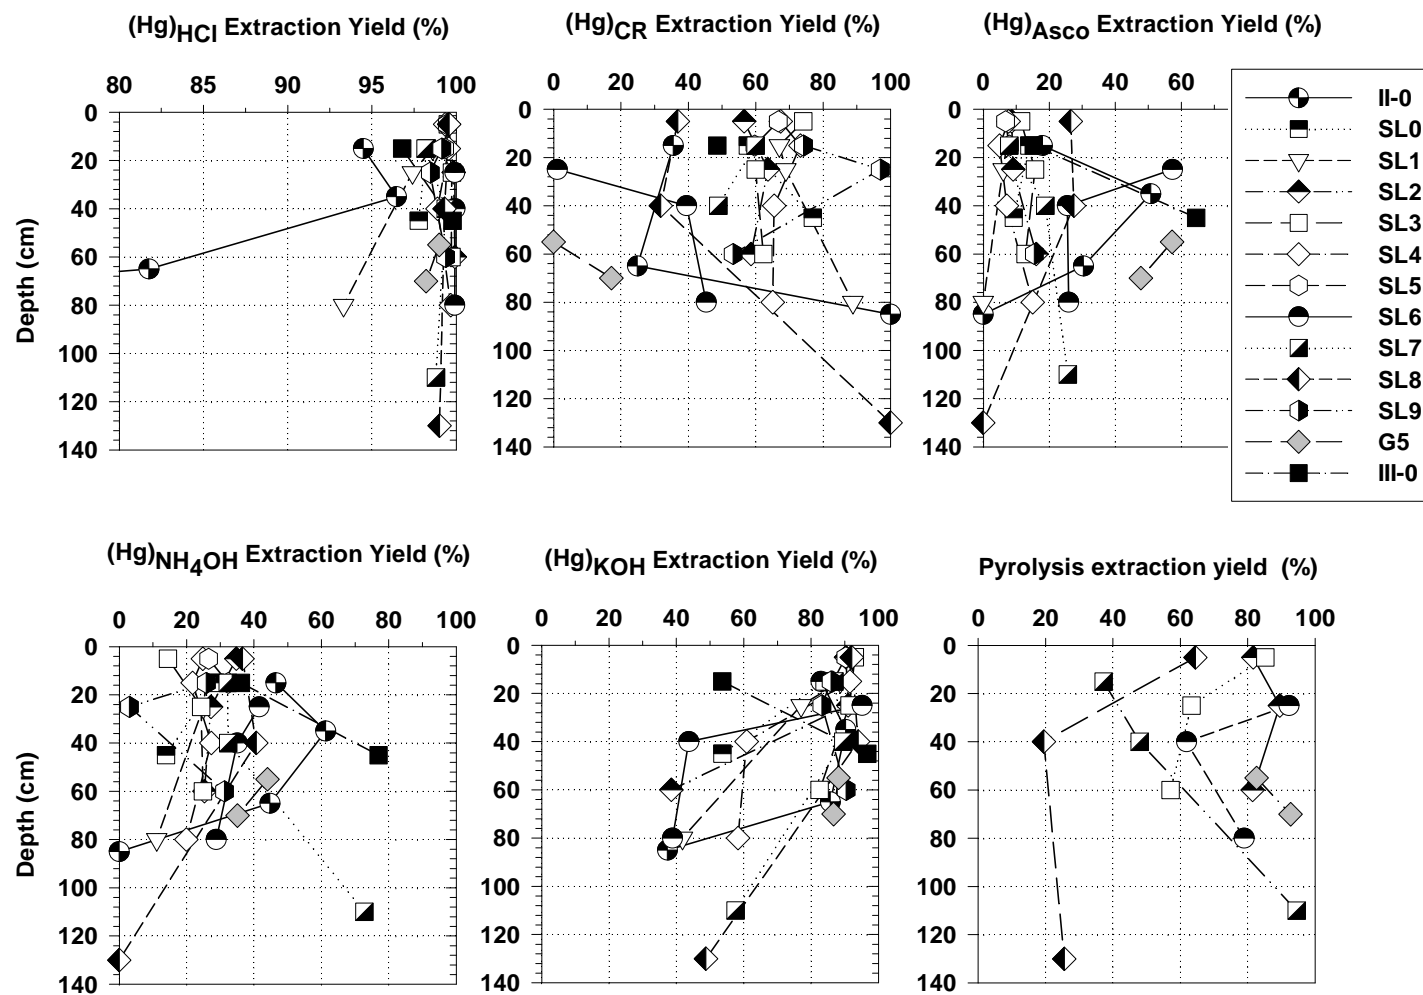 (Hg)HCl Extraction Yield (%)
(Hg)CR Extraction Yield (%)
(Hg)Asco Extraction Yield (%)
80 85 90 95 100
0 20 40 60 80 100
0 20 40 60
0 20 40 60 80 100 120 140
Depth (cm)
0 20 40 60 80 100 120 140
0 20 40 60 80 100 120 140
II-0
SL0
SL1
SL2
SL3
SL4
SL5
SL6
SL7
SL8
SL9
G5
III-0
(Hg)NH4OH Extraction Yield (%)
(Hg)KOH Extraction Yield (%)
Pyrolysis extraction yield (%)
0 20 40 60 80 100
0 20 40 60 80 100
0 20 40 60 80 100
0 20 40 60 80 100 120 140
Depth (cm)
0 20 40 60 80 100 120 140
0 20 40 60 80 100 120 140